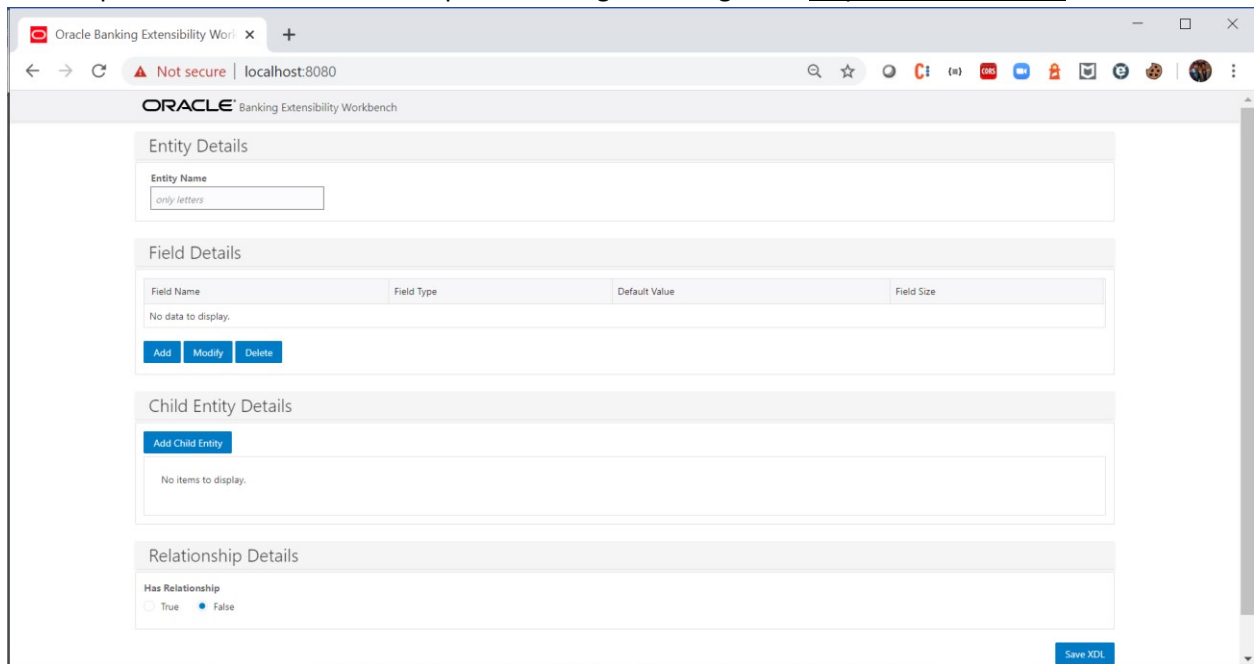 Oracle Banking Extensibility Wor
Not secure | localhost:8080
CORS
ORACLE® Banking Extensibility Workbench
Entity Details
Entity Name
only letters
Field Details
Field Name Field Type Default Value Field Size
No data to display.
Add Modify Delete
Child Entity Details
Add Child Entity
No items to display.
Relationship Details
Has Relationship
True False
Save XDL